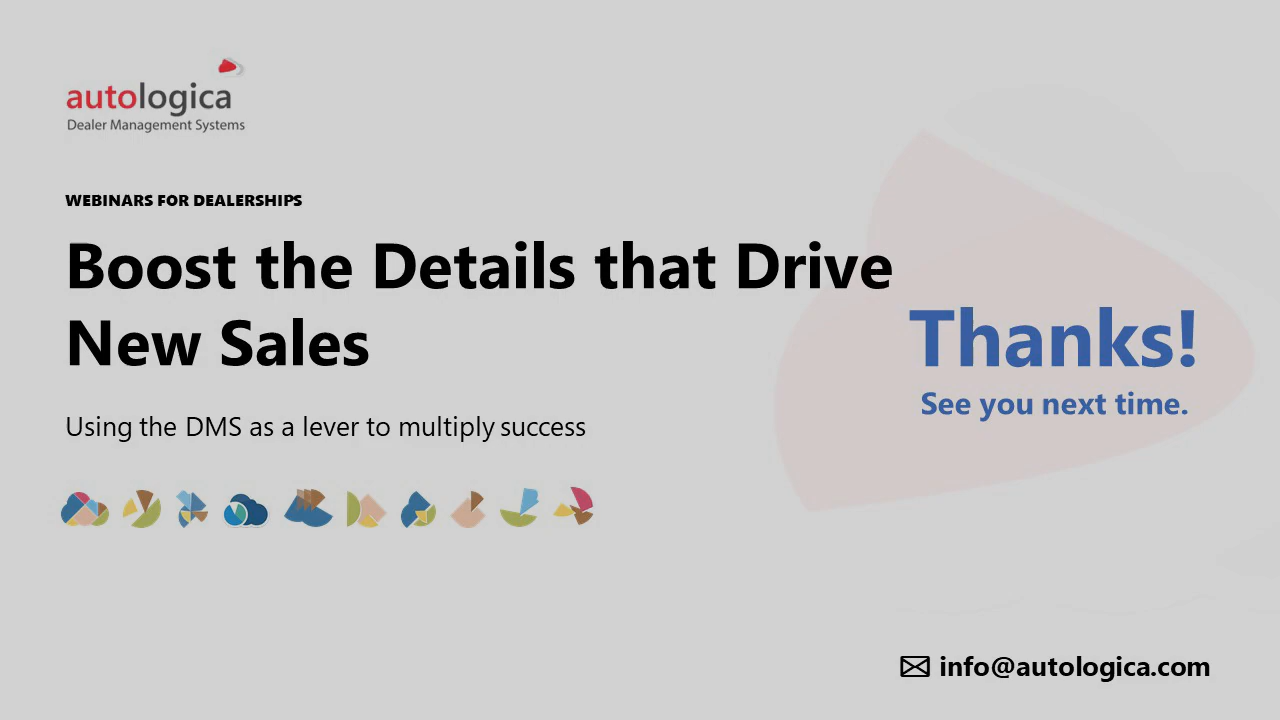 autologica
Dealer Management Systems
WEBINARS FOR DEALERSHIPS
Boost the Details that Drive
New Sales
Using the DMS as a lever to multiply success
Thanks!
See you next time.
info@autologica.com